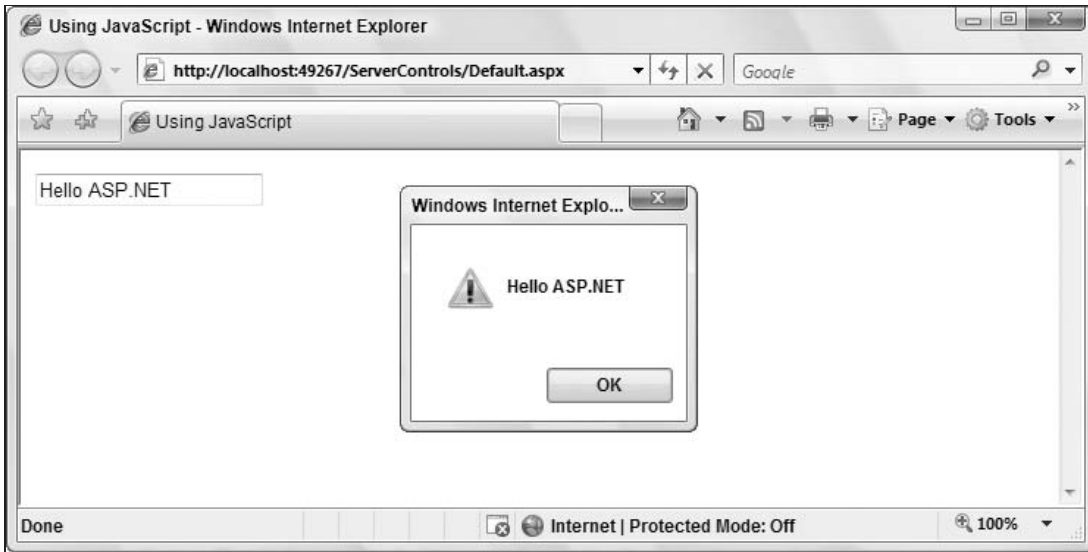 Using JavaScript - Windows Internet Explorer
http://localhost:49267/ServerControls/Default.aspx
Google
Using JavaScript
Page
Tools
Hello ASP.NET
Windows Internet Explo...
Hello ASP.NET
OK
Done
Internet | Protected Mode: Off
100%